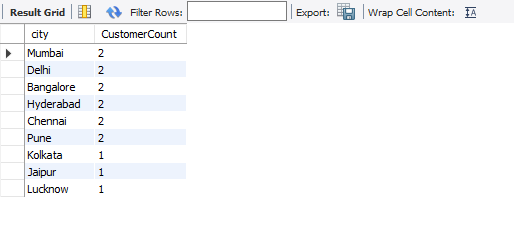 Result Grid Filter Rows: Export: Wrap Cell Content:
city CustomerCount
Mumbai 2
Delhi 2
Bangalore 2
Hyderabad 2
Chennai 2
Pune 2
Kolkata 1
Jaipur 1
Lucknow 1